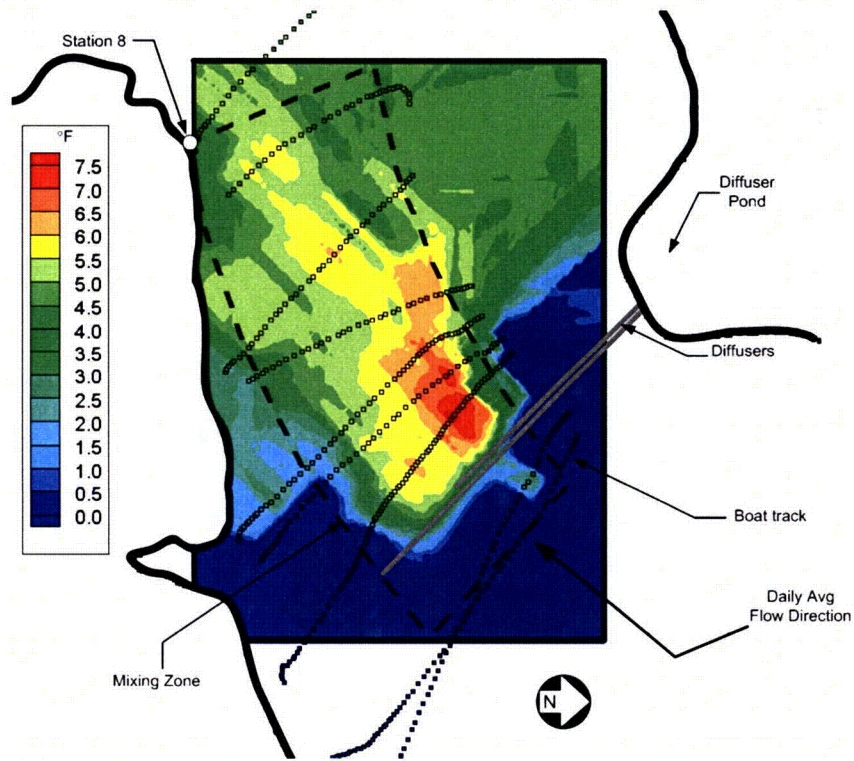 Station 8
°F
7.5
7.0
6.5
6.0
5.5
5.0
4.5
4.0
3.5
3.0
2.5
2.0
1.5
1.0
0.5
0.0
Diffuser
Pond
Diffusers
Boat track
Daily Avg
Flow Direction
Mixing Zone
N